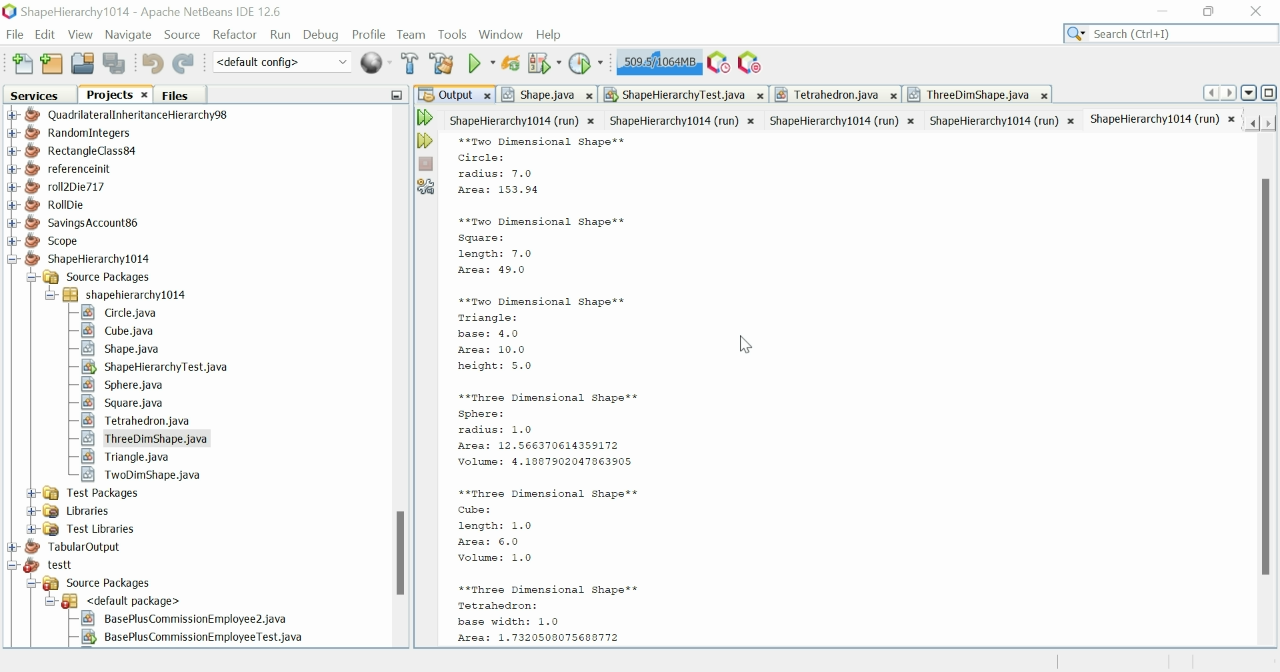 ShapeHierarchy1014 - Apache NetBeans IDE 12.6
File Edit View Navigate Source Refactor Run Debug Profile Team Tools Window Help
Search (Ctrl+I)
<default config>
509.5/1064MB
Services Projects Files
Output Shape.java ShapeHierarchyTest.java Tetrahedron.java ThreeDimShape.java
ShapeHierarchy1014 (run) ShapeHierarchy1014 (run) ShapeHierarchy1014 (run) ShapeHierarchy1014 (run) ShapeHierarchy1014 (run)
QuadrilateralInheritanceHierarchy98
RandomIntegers
RectangleClass84
referenceinit
roll2Die717
RollDie
SavingsAccount86
Scope
ShapeHierarchy1014
Source Packages
shapehierarchy1014
Circle.java
Cube.java
Shape.java
ShapeHierarchyTest.java
Sphere.java
Square.java
Tetrahedron.java
ThreeDimShape.java
Triangle.java
TwoDimShape.java
Test Packages
Libraries
Test Libraries
TabularOutput
testt
Source Packages
<default package>
BasePlusCommissionEmployee2.java
BasePlusCommissionEmployeeTest.java
**Two Dimensional Shape**
Circle:
radius: 7.0
Area: 153.94
**Two Dimensional Shape**
Square:
length: 7.0
Area: 49.0
**Two Dimensional Shape**
Triangle:
base: 4.0
Area: 10.0
height: 5.0
**Three Dimensional Shape**
Sphere:
radius: 1.0
Area: 12.566370614359172
Volume: 4.1887902047863905
**Three Dimensional Shape**
Cube:
length: 1.0
Area: 6.0
Volume: 1.0
**Three Dimensional Shape**
Tetrahedron:
base width: 1.0
Area: 1.7320508075688772